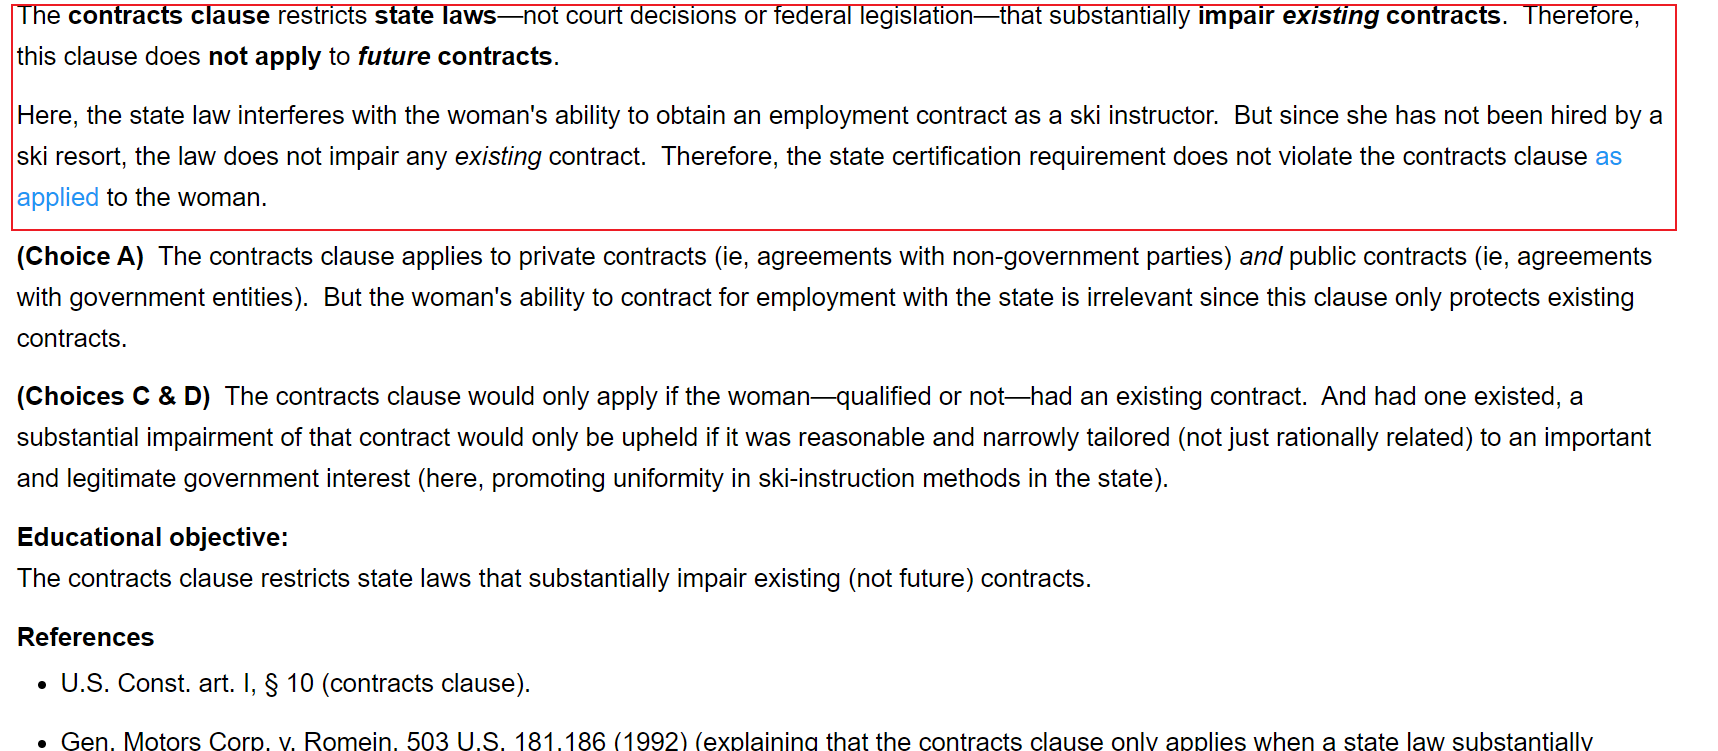 The contracts clause restricts state laws—not court decisions or federal legislation—that substantially impair existing contracts.  Therefore,
this clause does not apply to future contracts.
Here, the state law interferes with the woman's ability to obtain an employment contract as a ski instructor.  But since she has not been hired by a
ski resort, the law does not impair any existing contract.  Therefore, the state certification requirement does not violate the contracts clause as
applied to the woman.
(Choice A)  The contracts clause applies to private contracts (ie, agreements with non-government parties) and public contracts (ie, agreements
with government entities).  But the woman's ability to contract for employment with the state is irrelevant since this clause only protects existing
contracts.
(Choices C & D)  The contracts clause would only apply if the woman—qualified or not—had an existing contract.  And had one existed, a
substantial impairment of that contract would only be upheld if it was reasonable and narrowly tailored (not just rationally related) to an important
and legitimate government interest (here, promoting uniformity in ski-instruction methods in the state).
Educational objective:
The contracts clause restricts state laws that substantially impair existing (not future) contracts.
References
• U.S. Const. art. I, § 10 (contracts clause).
• Gen. Motors Corp. v. Romein, 503 U.S. 181,186 (1992) (explaining that the contracts clause only applies when a state law substantially